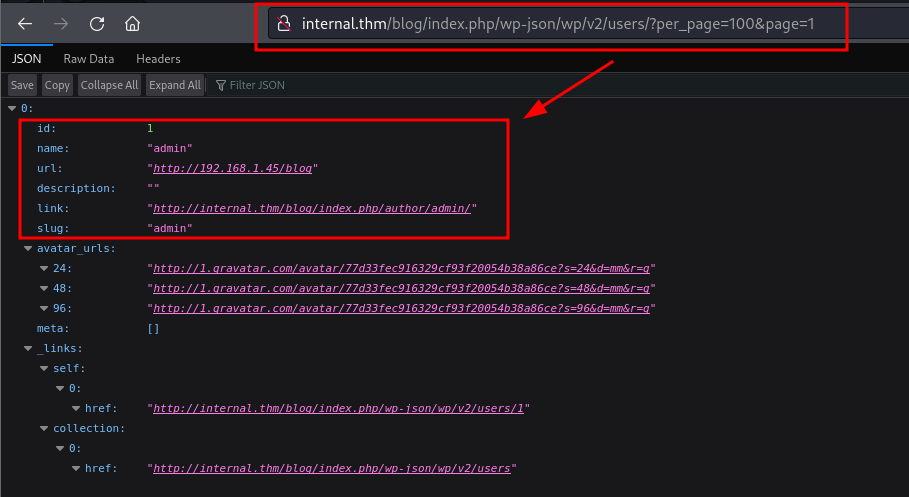 internal.thm/blog/index.php/wp-json/wp/v2/users/?per_page=100&page=1
JSON Raw Data Headers
Save Copy Collapse All Expand All Filter JSON
0:
id: 1
name: "admin"
url: "http://192.168.1.45/blog"
description: ""
link: "http://internal.thm/blog/index.php/author/admin/"
slug: "admin"
avatar_urls:
24: "http://1.gravatar.com/avatar/77d33fec916329cf93f20054b38a86ce?s=24&d=mm&r=g"
48: "http://1.gravatar.com/avatar/77d33fec916329cf93f20054b38a86ce?s=48&d=mm&r=g"
96: "http://1.gravatar.com/avatar/77d33fec916329cf93f20054b38a86ce?s=96&d=mm&r=g"
meta: []
_links:
self:
0:
href: "http://internal.thm/blog/index.php/wp-json/wp/v2/users/1"
collection:
0:
href: "http://internal.thm/blog/index.php/wp-json/wp/v2/users"